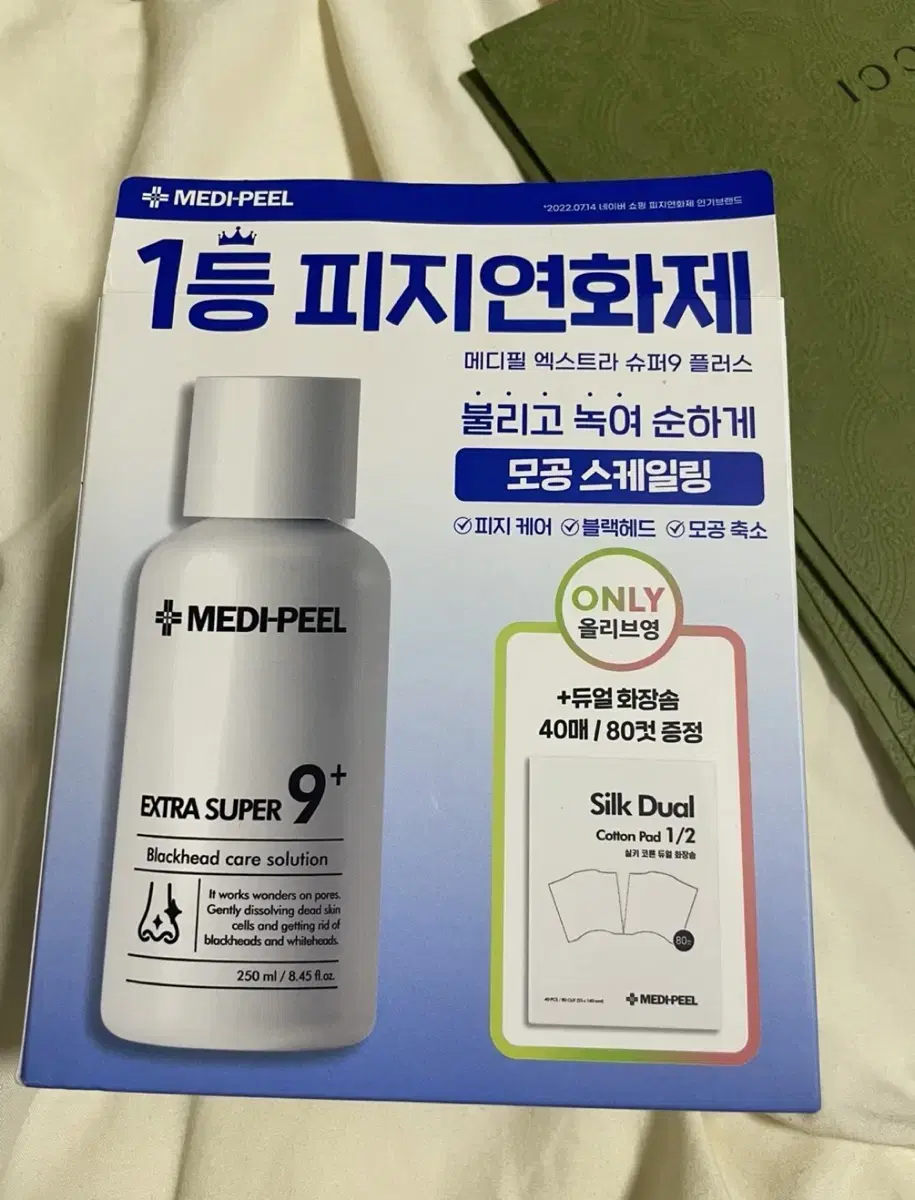 MEDI-PEEL
*2022.07.14 네이버 쇼핑 피지연화제 인기브랜드
1등 피지연화제
메디필 엑스트라 슈퍼9 플러스
불리고 녹여 순하게
모공 스케일링
피지 케어 블랙헤드 모공 축소
ONLY
올리브영
+듀얼 화장솜
40매 / 80컷 증정
Silk Dual
Cotton Pad 1/2
실키 코튼 듀얼 화장솜
MEDI-PEEL
MEDI-PEEL
EXTRA SUPER 9+
Blackhead care solution
It works wonders on pores.
Gently dissolving dead skin
cells and getting rid of
blackheads and whiteheads.
250 ml / 8.45 fl.oz.